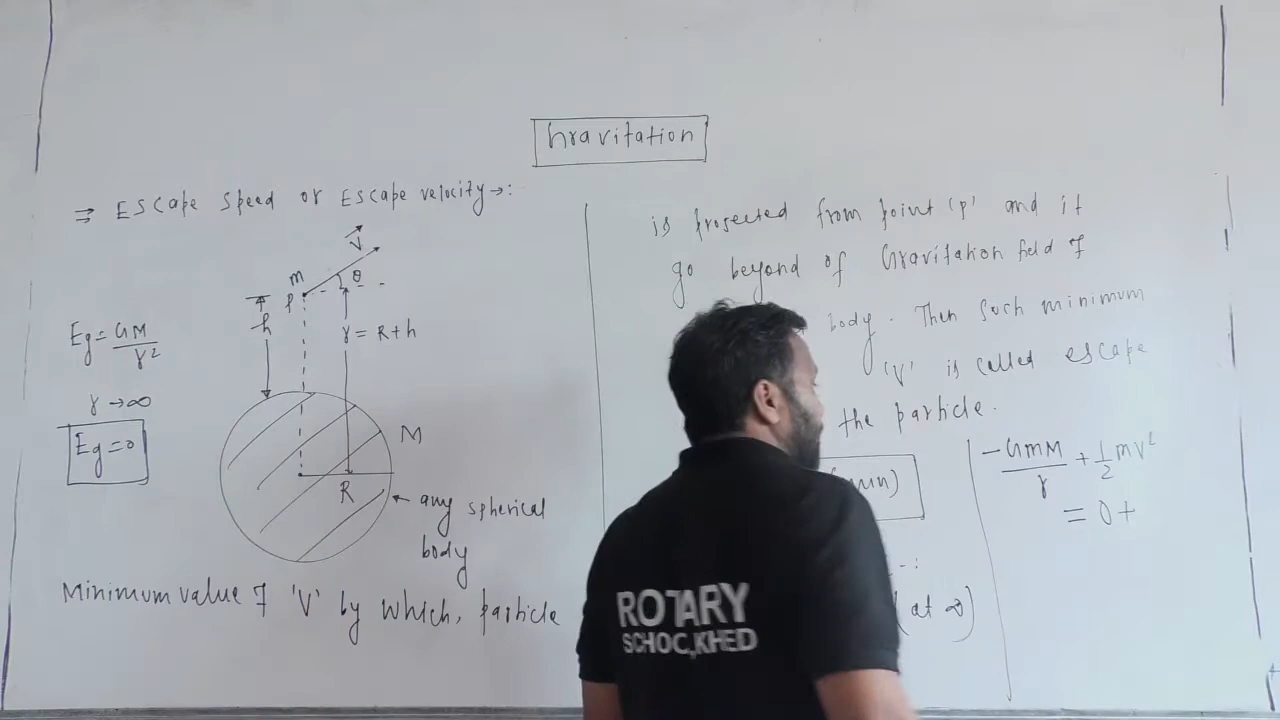 Gravitation
⇒ Escape speed or Escape velocity →:
V
m
P
θ
h
r = R+h
Eg = GM/r²
r → ∞
Eg = 0
M
R
any spherical
body
Minimum value of 'V' by which, particle
is projected from point 'p' and it
go beyond of Gravitation field of
body. Then such minimum
'V' is called escape
the particle.
min)
(at ∞)
-GmM/r + 1/2 mv²
= 0 +
ROTARY
SCHOC,KHED